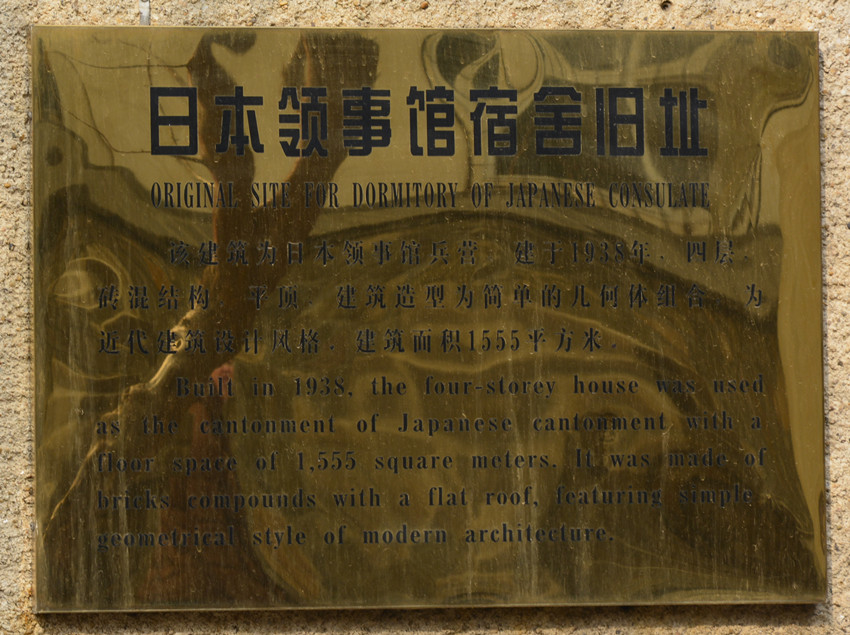 日本领事馆宿舍旧址
ORIGINAL SITE FOR DORMITORY OF JAPANESE CONSULATE
该建筑为日本领事馆兵营，建于1938年，四层，
砖混结构，平顶，建筑造型为简单的几何体组合，为
近代建筑设计风格，建筑面积1555平方米。
Built in 1938, the four-storey house was used
as the cantonment of Japanese cantonment with a
floor space of 1,555 square meters. It was made of
bricks compounds with a flat roof, featuring simple
geometrical style of modern architecture.